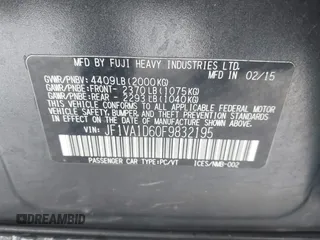 MFD. BY FUJI HEAVY INDUSTRIES LTD.
IN 02/15
GVWR/PNBV: 4409LB (2000KG)
GAWR/PNBE:FRONT- 2370LB (1075KG)
GAWR/PNBE:REAR - 2293LB (1040KG)
THIS VEHICLE CONFORMS TO ALL APPLICABLE
FEDERAL MOTOR VEHICLE
SAFETY, BUMPER, AND THEFT PREVENTION
STANDARDS IN EFFECT ON THE DATE OF
MANUFACTURE SHOWN ABOVE.
VIN: JF1VA1D60F9832195
PASSENGER CAR TYPE:PC/VT ICES/NMB-002
DREAMBID